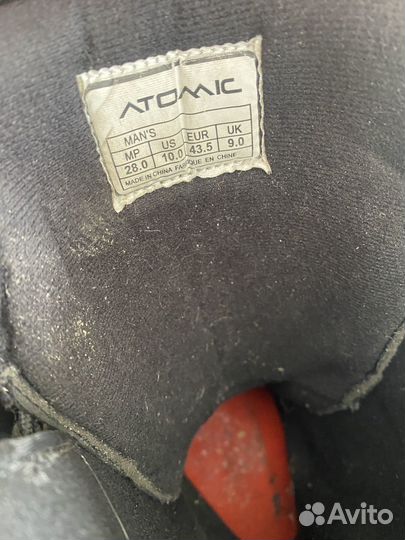 ATOMIC
MAN'S
MP US EUR UK
28.0 10.0 43.5 9.0
MADE IN CHINA FABRIQUE EN CHINE
Avito